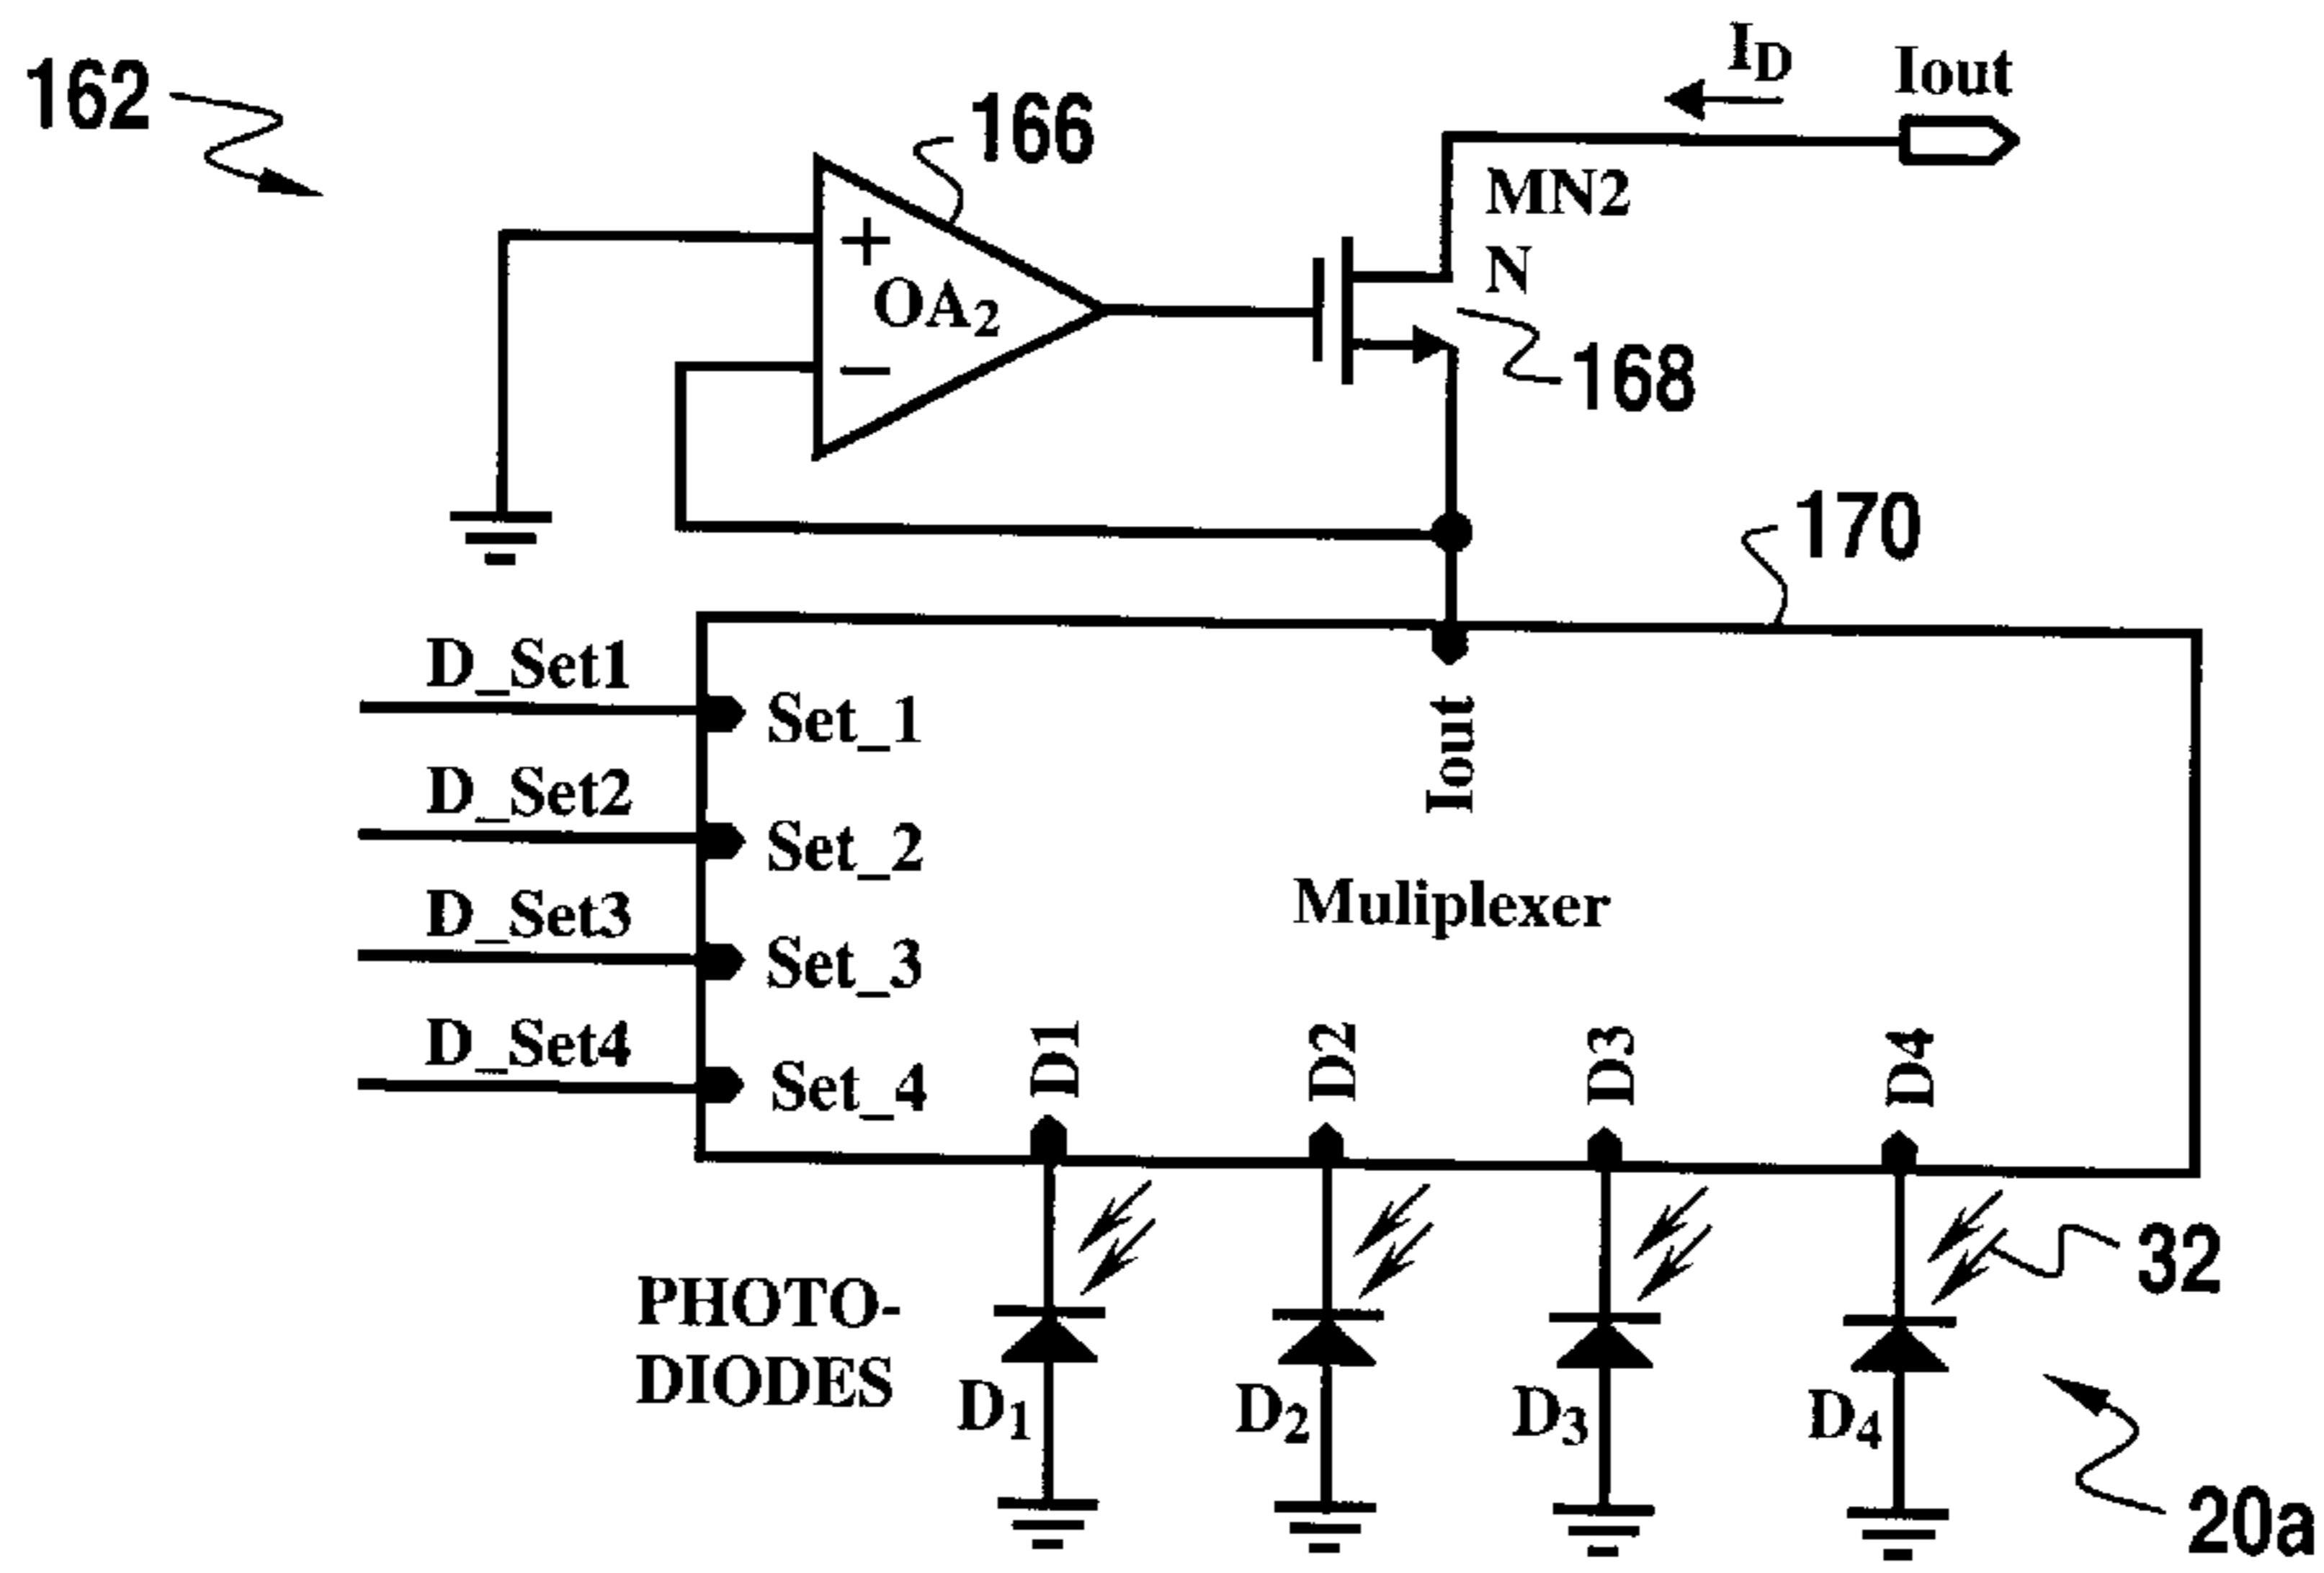 162
166
I_D
Iout
MN2
N
+
OA₂
−
168
170
D_Set1
Set_1
D_Set2
Set_2
D_Set3
Set_3
D_Set4
Set_4
Iout
Muliplexer
D1
D2
D3
D4
32
PHOTO-
DIODES
D₁
D₂
D₃
D₄
20a